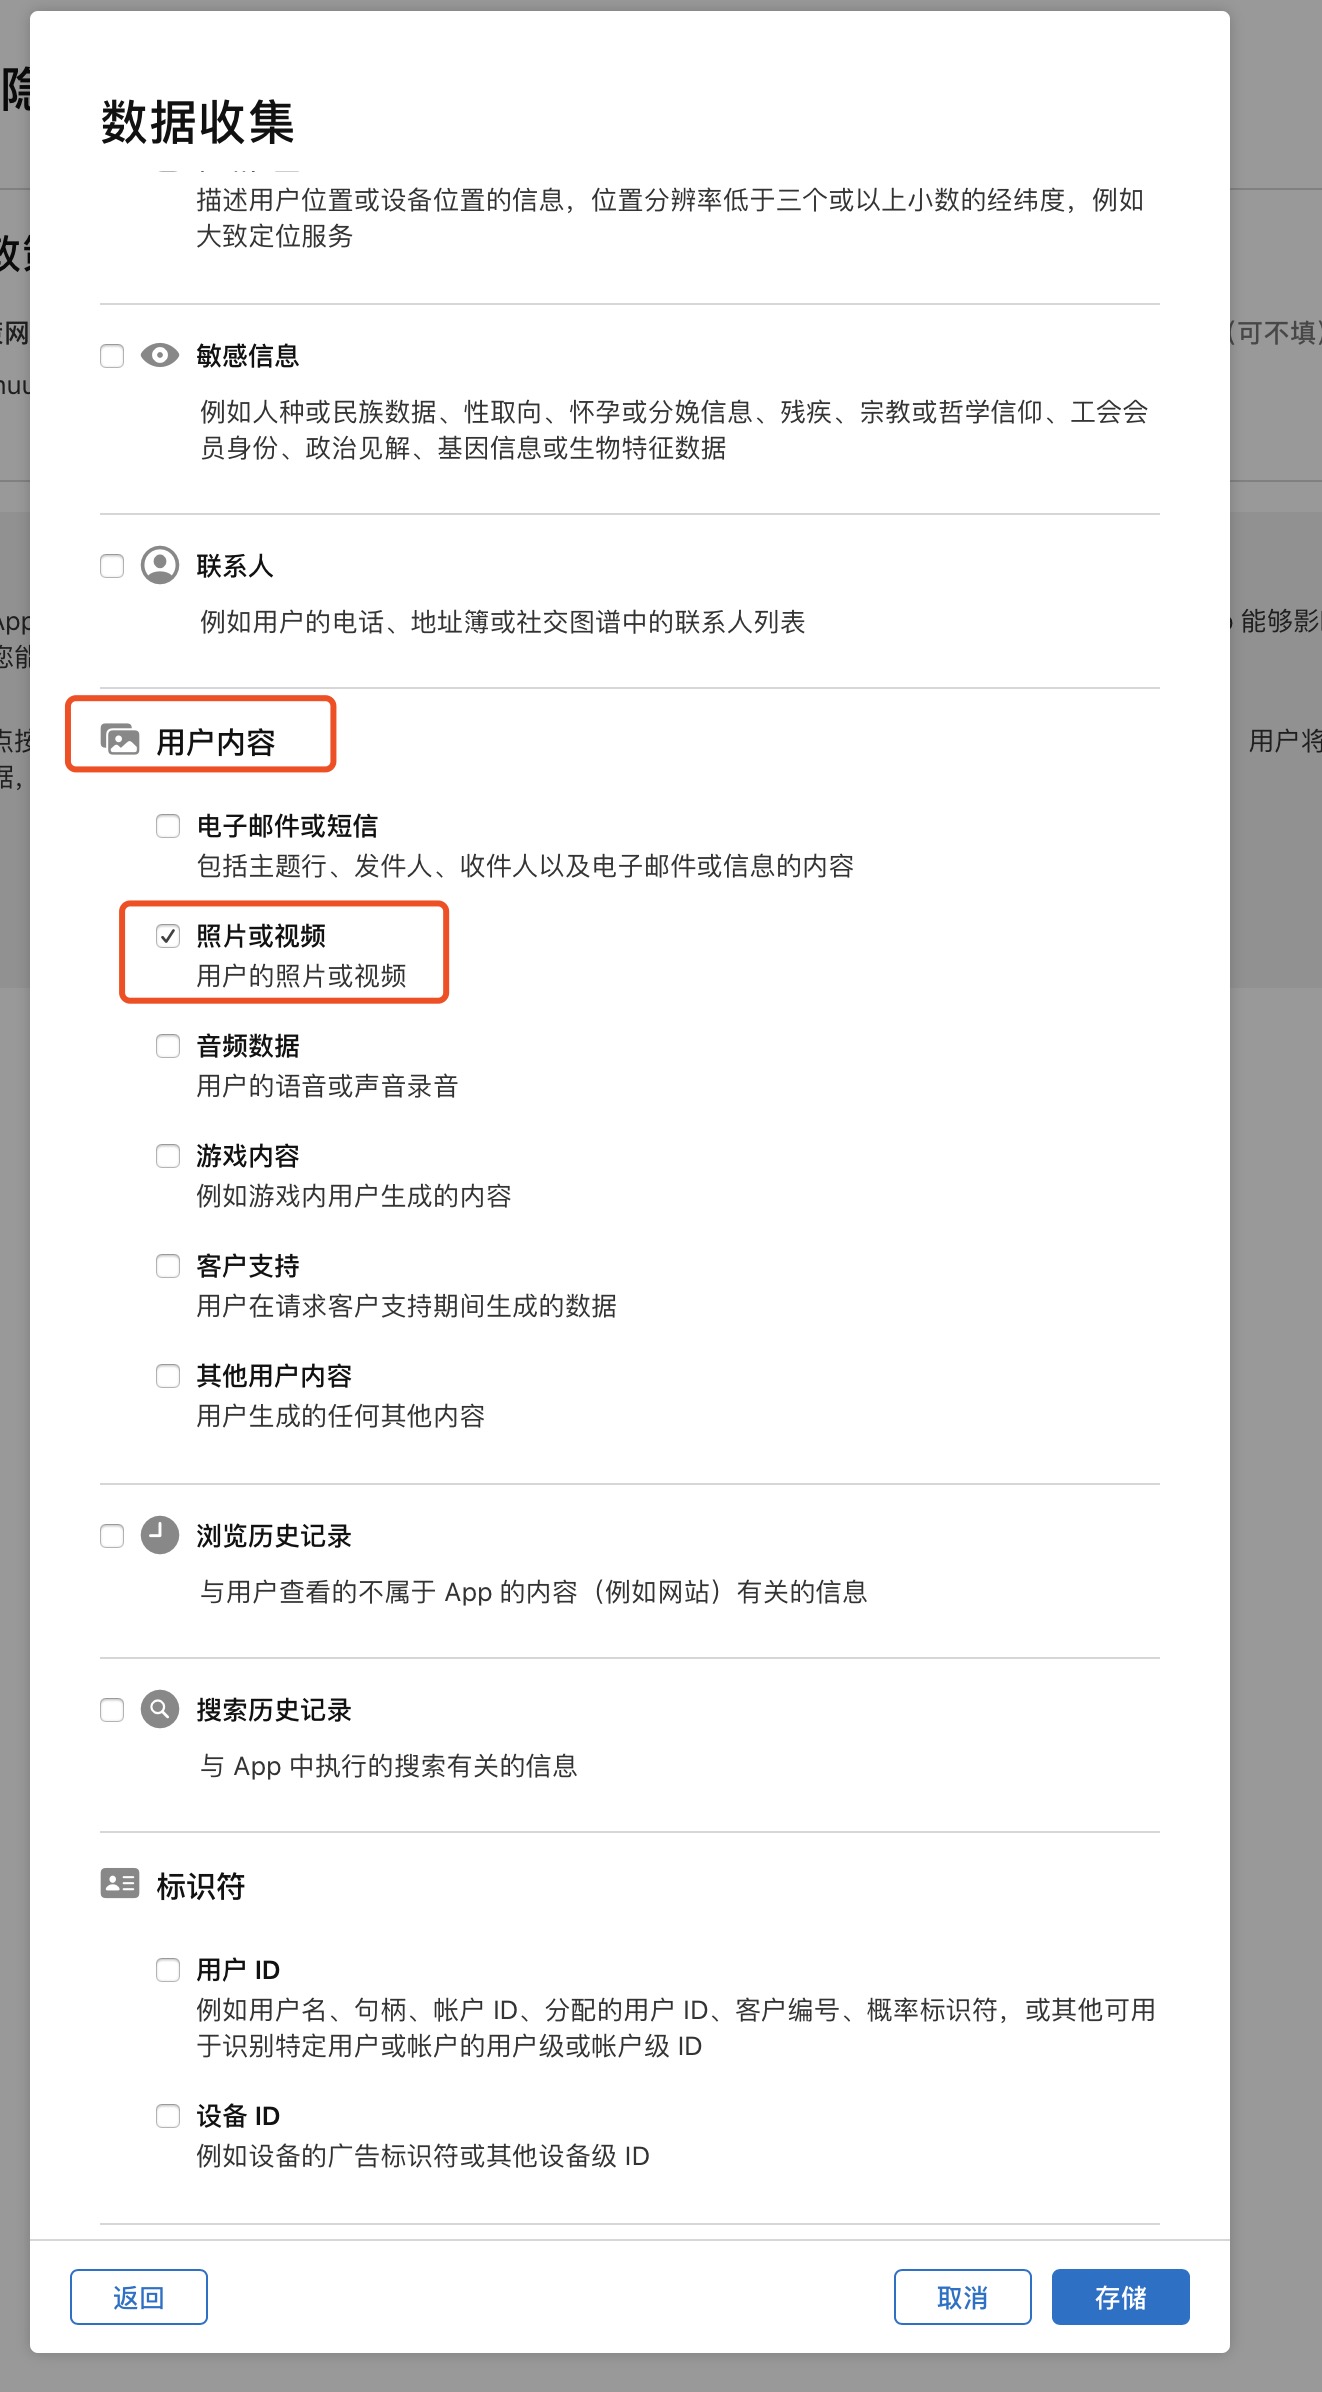 数据收集
描述用户位置或设备位置的信息，位置分辨率低于三个或以上小数的经纬度，例如
大致定位服务
敏感信息
例如人种或民族数据、性取向、怀孕或分娩信息、残疾、宗教或哲学信仰、工会会
员身份、政治见解、基因信息或生物特征数据
联系人
例如用户的电话、地址簿或社交图谱中的联系人列表
用户内容
电子邮件或短信
包括主题行、发件人、收件人以及电子邮件或信息的内容
照片或视频
用户的照片或视频
音频数据
用户的语音或声音录音
游戏内容
例如游戏内用户生成的内容
客户支持
用户在请求客户支持期间生成的数据
其他用户内容
用户生成的任何其他内容
浏览历史记录
与用户查看的不属于 App 的内容（例如网站）有关的信息
搜索历史记录
与 App 中执行的搜索有关的信息
标识符
用户 ID
例如用户名、句柄、帐户 ID、分配的用户 ID、客户编号、概率标识符，或其他可用
于识别特定用户或帐户的用户级或帐户级 ID
设备 ID
例如设备的广告标识符或其他设备级 ID
返回
取消
存储
隐
网
（可不填）
App
能够影
您能
点按
用户将
据，